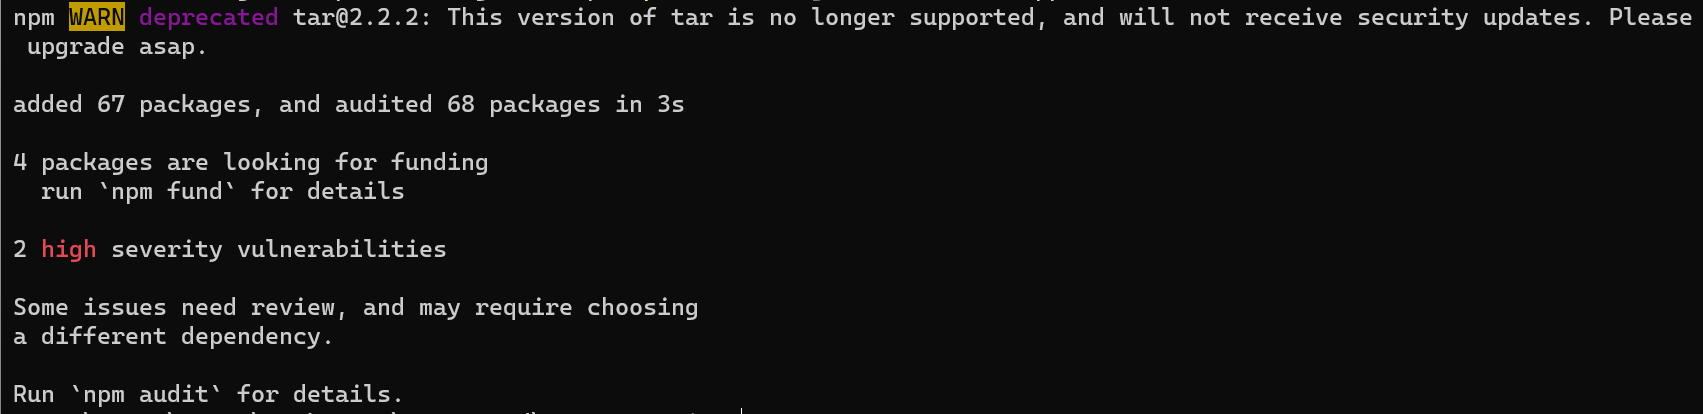 npm WARN deprecated tar@2.2.2: This version of tar is no longer supported, and will not receive security updates. Please
upgrade asap.
added 67 packages, and audited 68 packages in 3s
4 packages are looking for funding
run `npm fund` for details
2 high severity vulnerabilities
Some issues need review, and may require choosing
a different dependency.
Run `npm audit` for details.